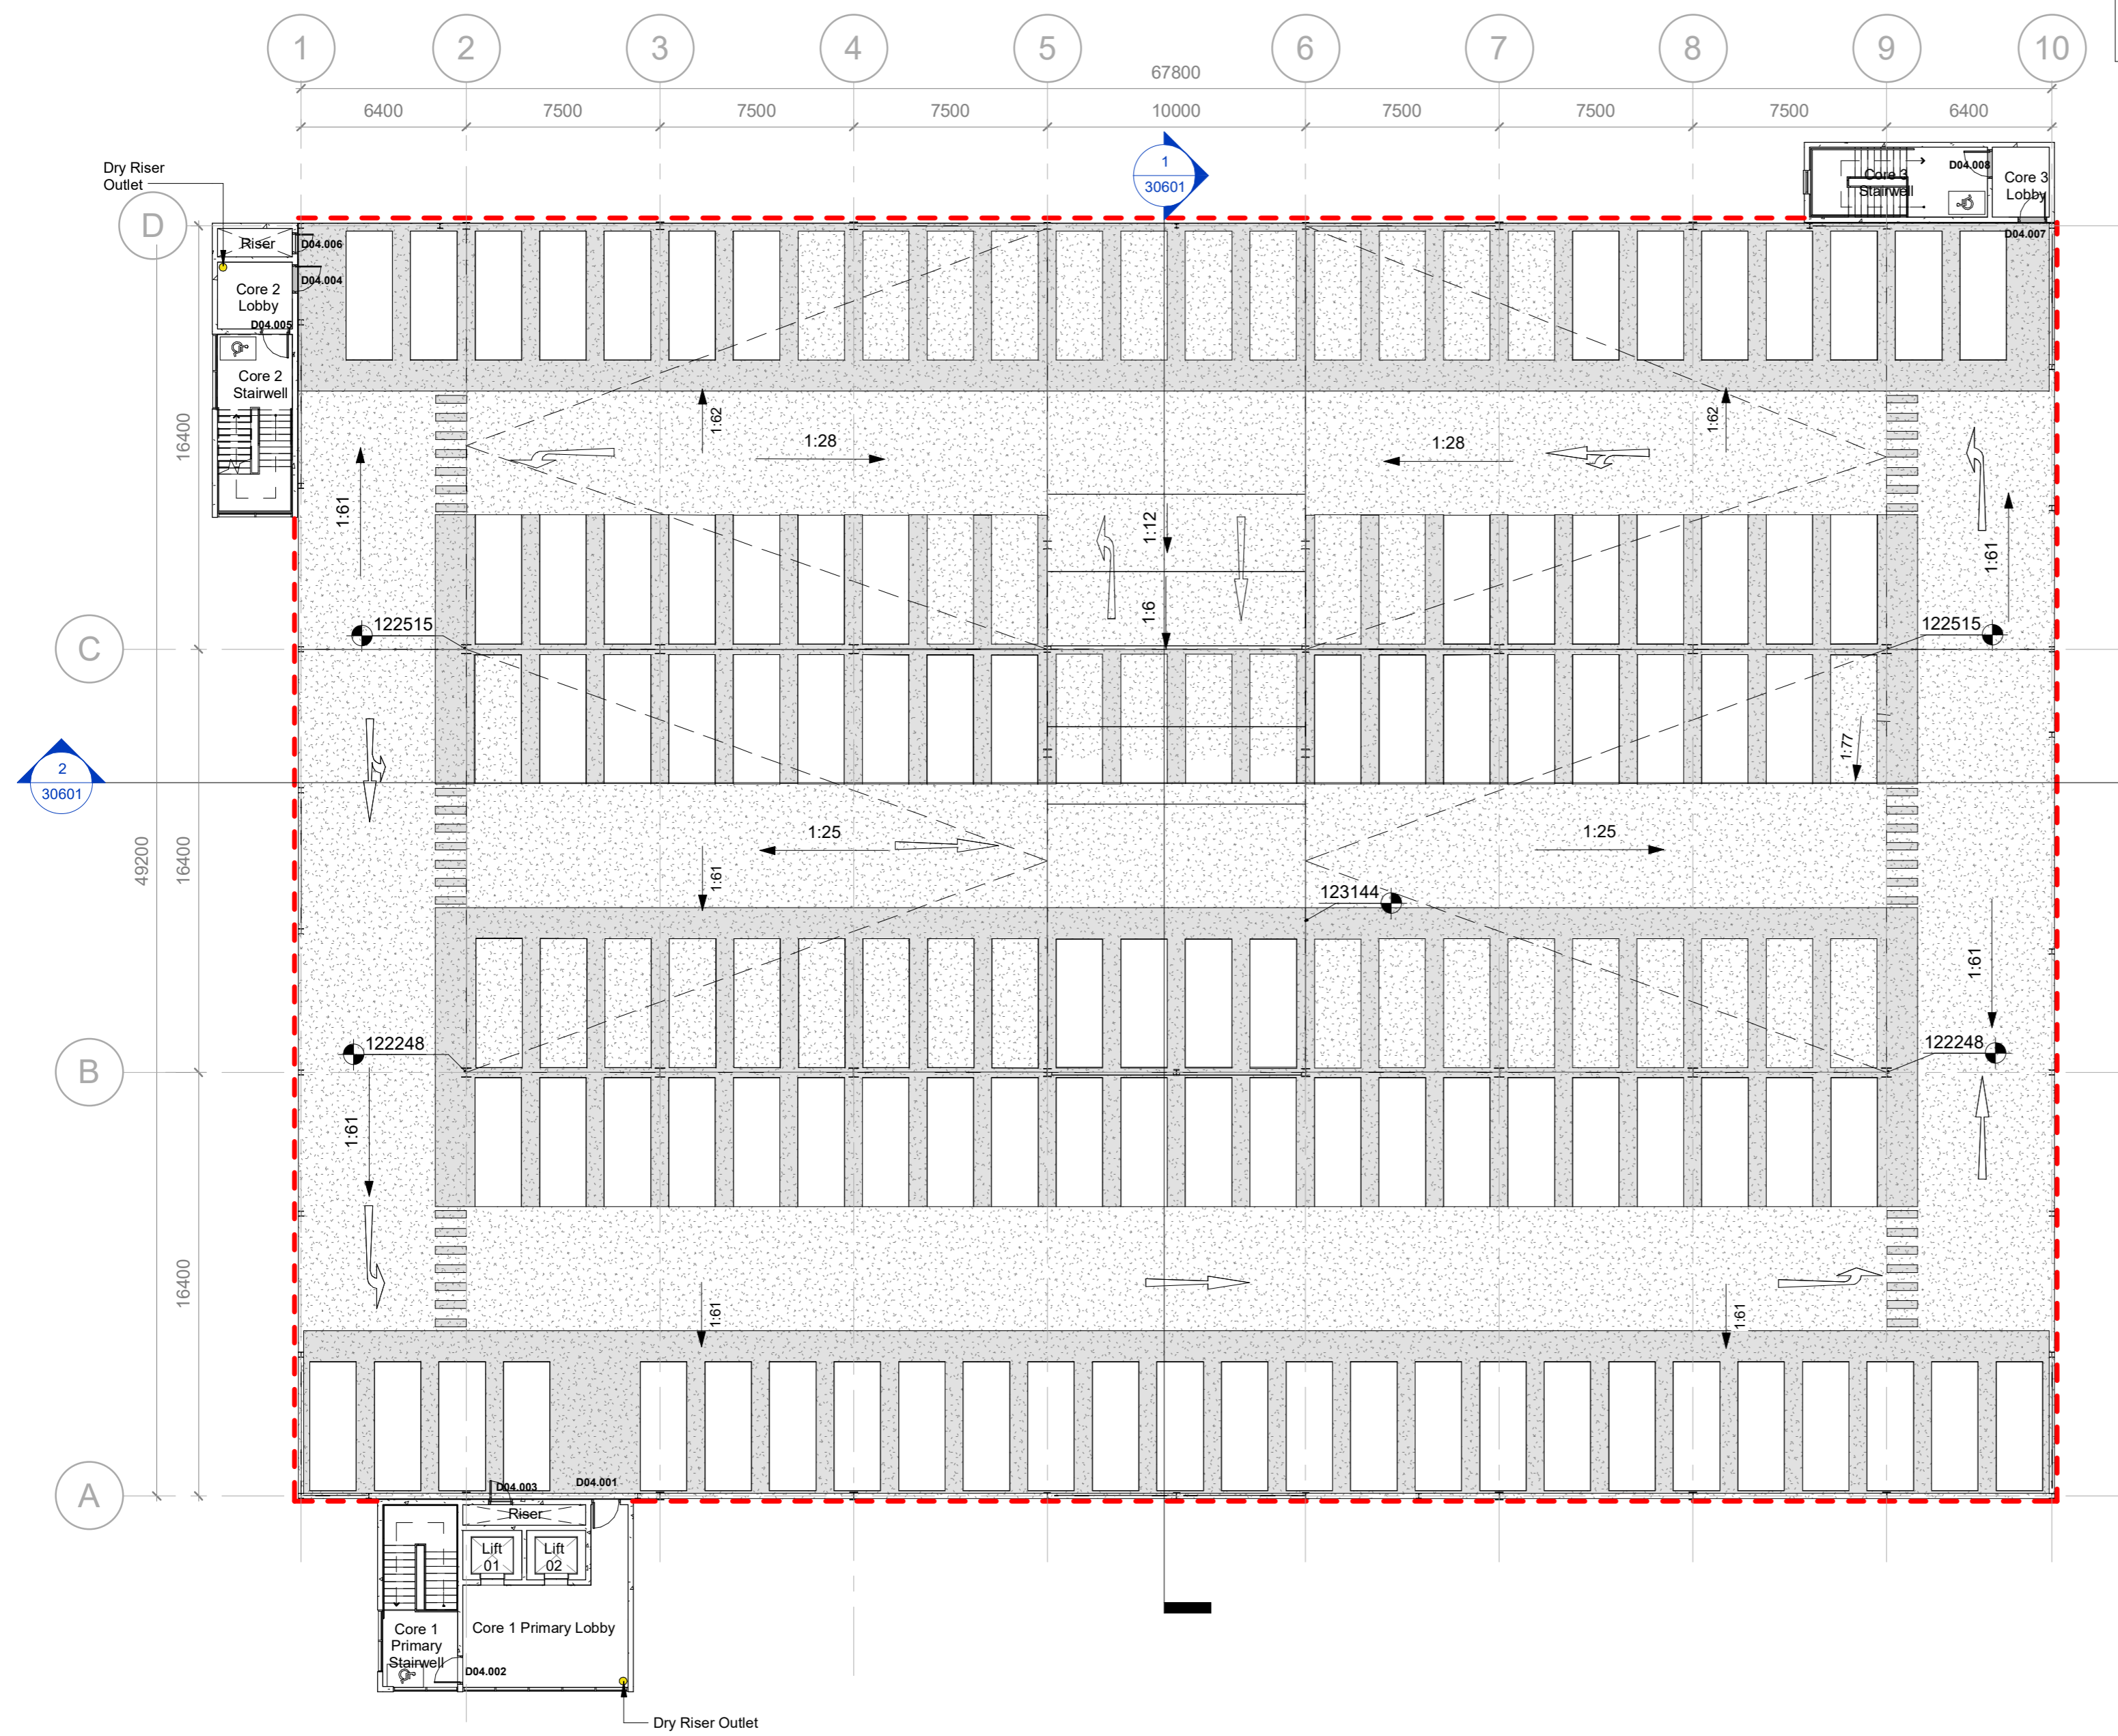 1 2 3 4 5 6 7 8 9 10
67800
6400 7500 7500 7500 10000 7500 7500 7500 6400
1
30601
Dry Riser
Outlet
D
Riser
D04.006
D04.004
Core 2
Lobby
D04.005
Core 2
Stairwell
D04.008
Core 3
Stairwell
Core 3
Lobby
D04.007
16400
1:62
1:62
1:28
1:28
1:61
1:12
1:61
1:6
122515
122515
C
2
30601
1:77
49200
16400
1:25
1:25
1:61
123144
1:61
122248
122248
B
1:61
16400
1:61
1:61
A
D04.003
D04.001
Riser
Lift
01
Lift
02
Core 1
Primary
Stairwell
Core 1 Primary Lobby
D04.002
Dry Riser Outlet